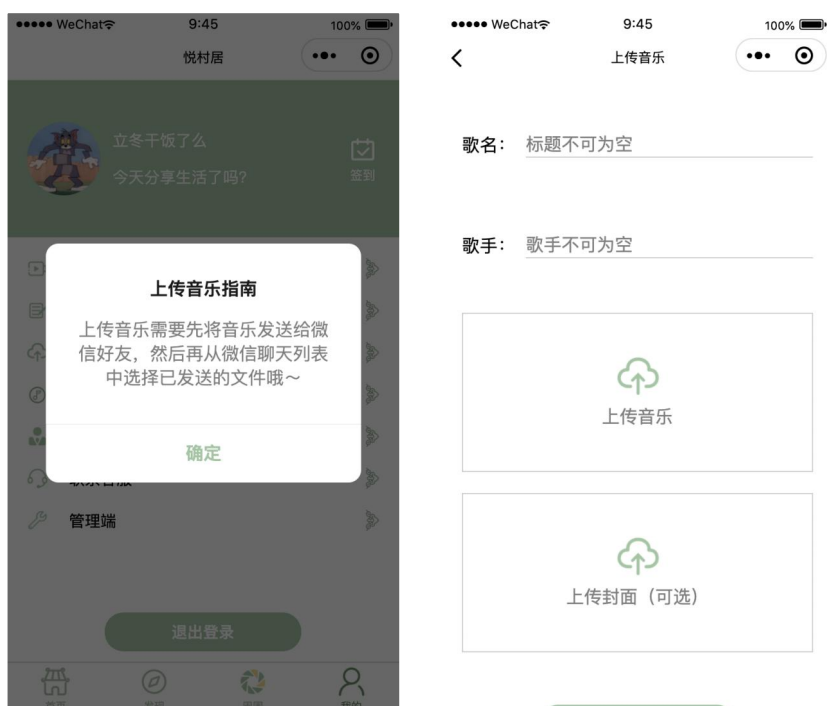 WeChat 9:45 100%
悦村居
立冬干饭了么
今天分享生活了吗?
签到
上传音乐指南
上传音乐需要先将音乐发送给微
信好友，然后再从微信聊天列表
中选择已发送的文件哦～
确定
管理端
退出登录
WeChat 9:45 100%
上传音乐
歌名： 标题不可为空
歌手： 歌手不可为空
上传音乐
上传封面（可选）